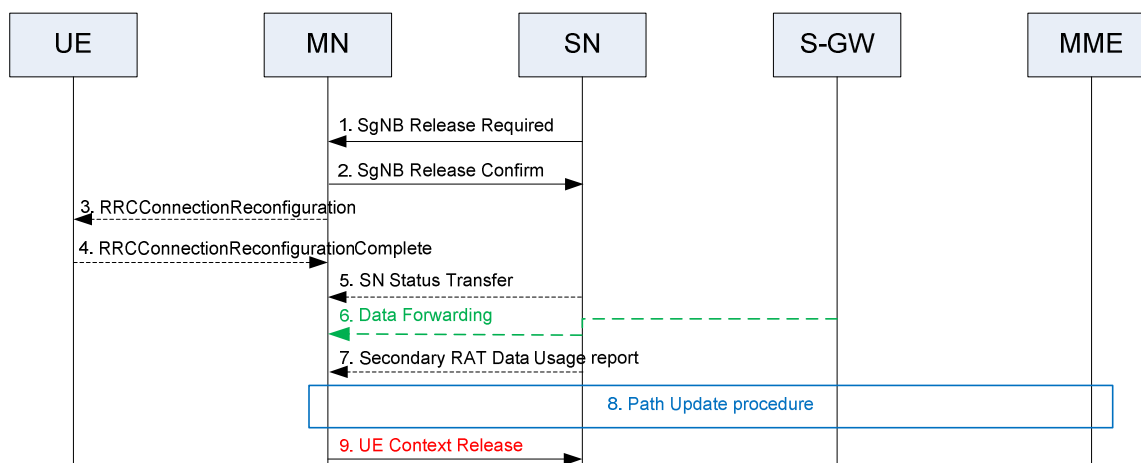 UE
MN
SN
S-GW
MME
1. SgNB Release Required
2. SgNB Release Confirm
3. RRCConnectionReconfiguration
4. RRCConnectionReconfigurationComplete
5. SN Status Transfer
6. Data Forwarding
7. Secondary RAT Data Usage report
8. Path Update procedure
9. UE Context Release